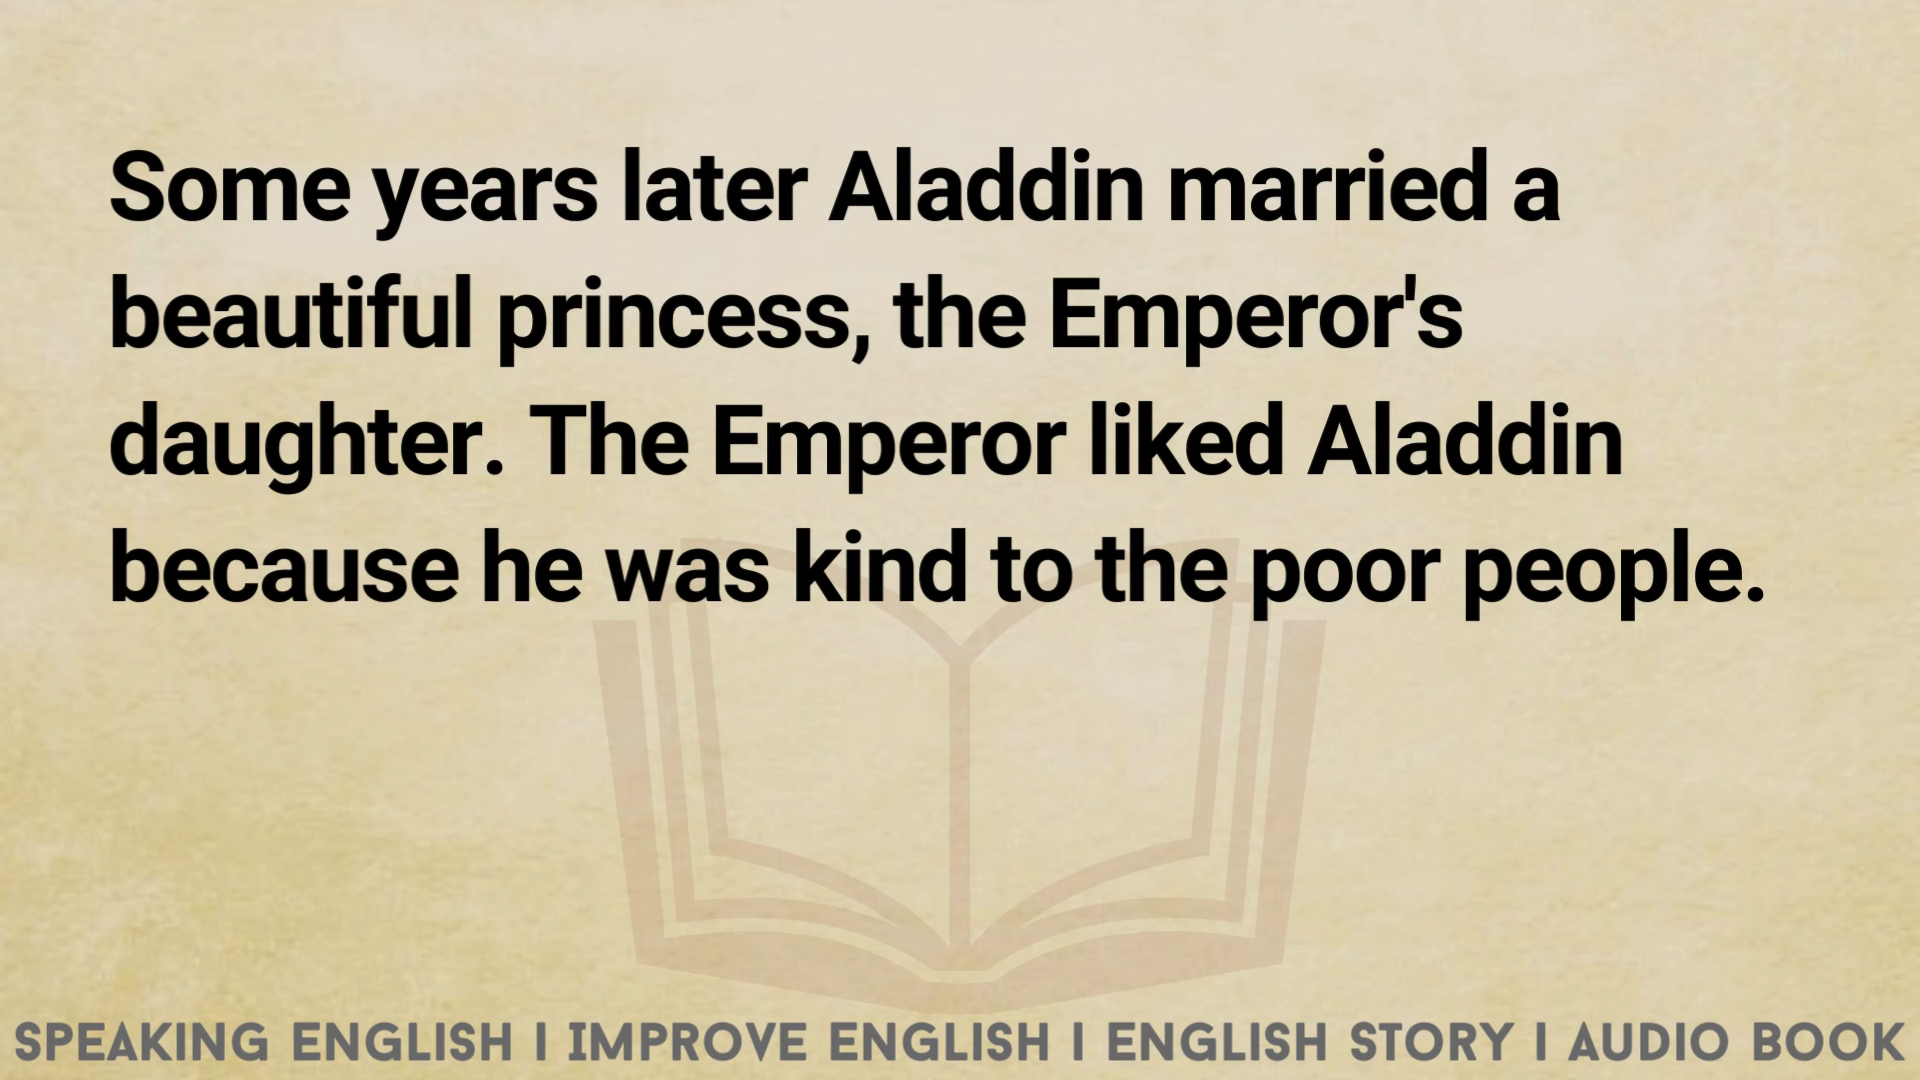 Some years later Aladdin married a
beautiful princess, the Emperor's
daughter. The Emperor liked Aladdin
because he was kind to the poor people.
SPEAKING ENGLISH I IMPROVE ENGLISH I ENGLISH STORY I AUDIO BOOK